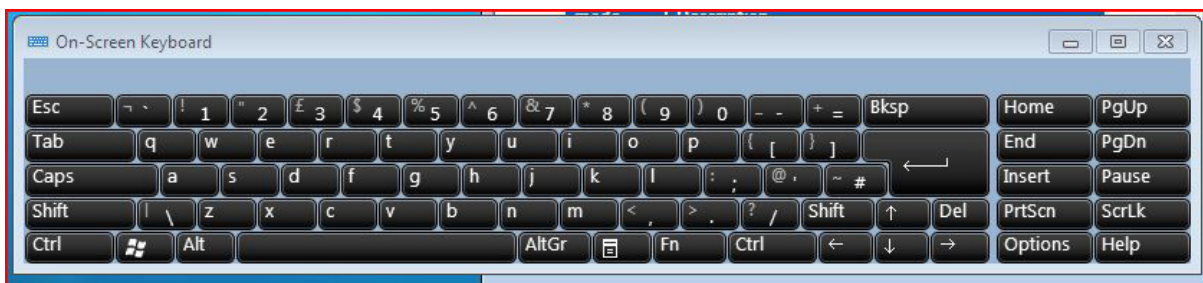 On-Screen Keyboard
Esc ¬ ` ! 1 " 2 £ 3 $ 4 % 5 ^ 6 & 7 * 8 ( 9 ) 0 _ - + = Bksp Home PgUp
Tab q w e r t y u i o p { [ } ] End PgDn
Caps a s d f g h j k l : ; @ ' ~ # Insert Pause
Shift | \ z x c v b n m < , > . ? / Shift ↑ Del PrtScn ScrLk
Ctrl Alt AltGr Fn Ctrl ← ↓ → Options Help